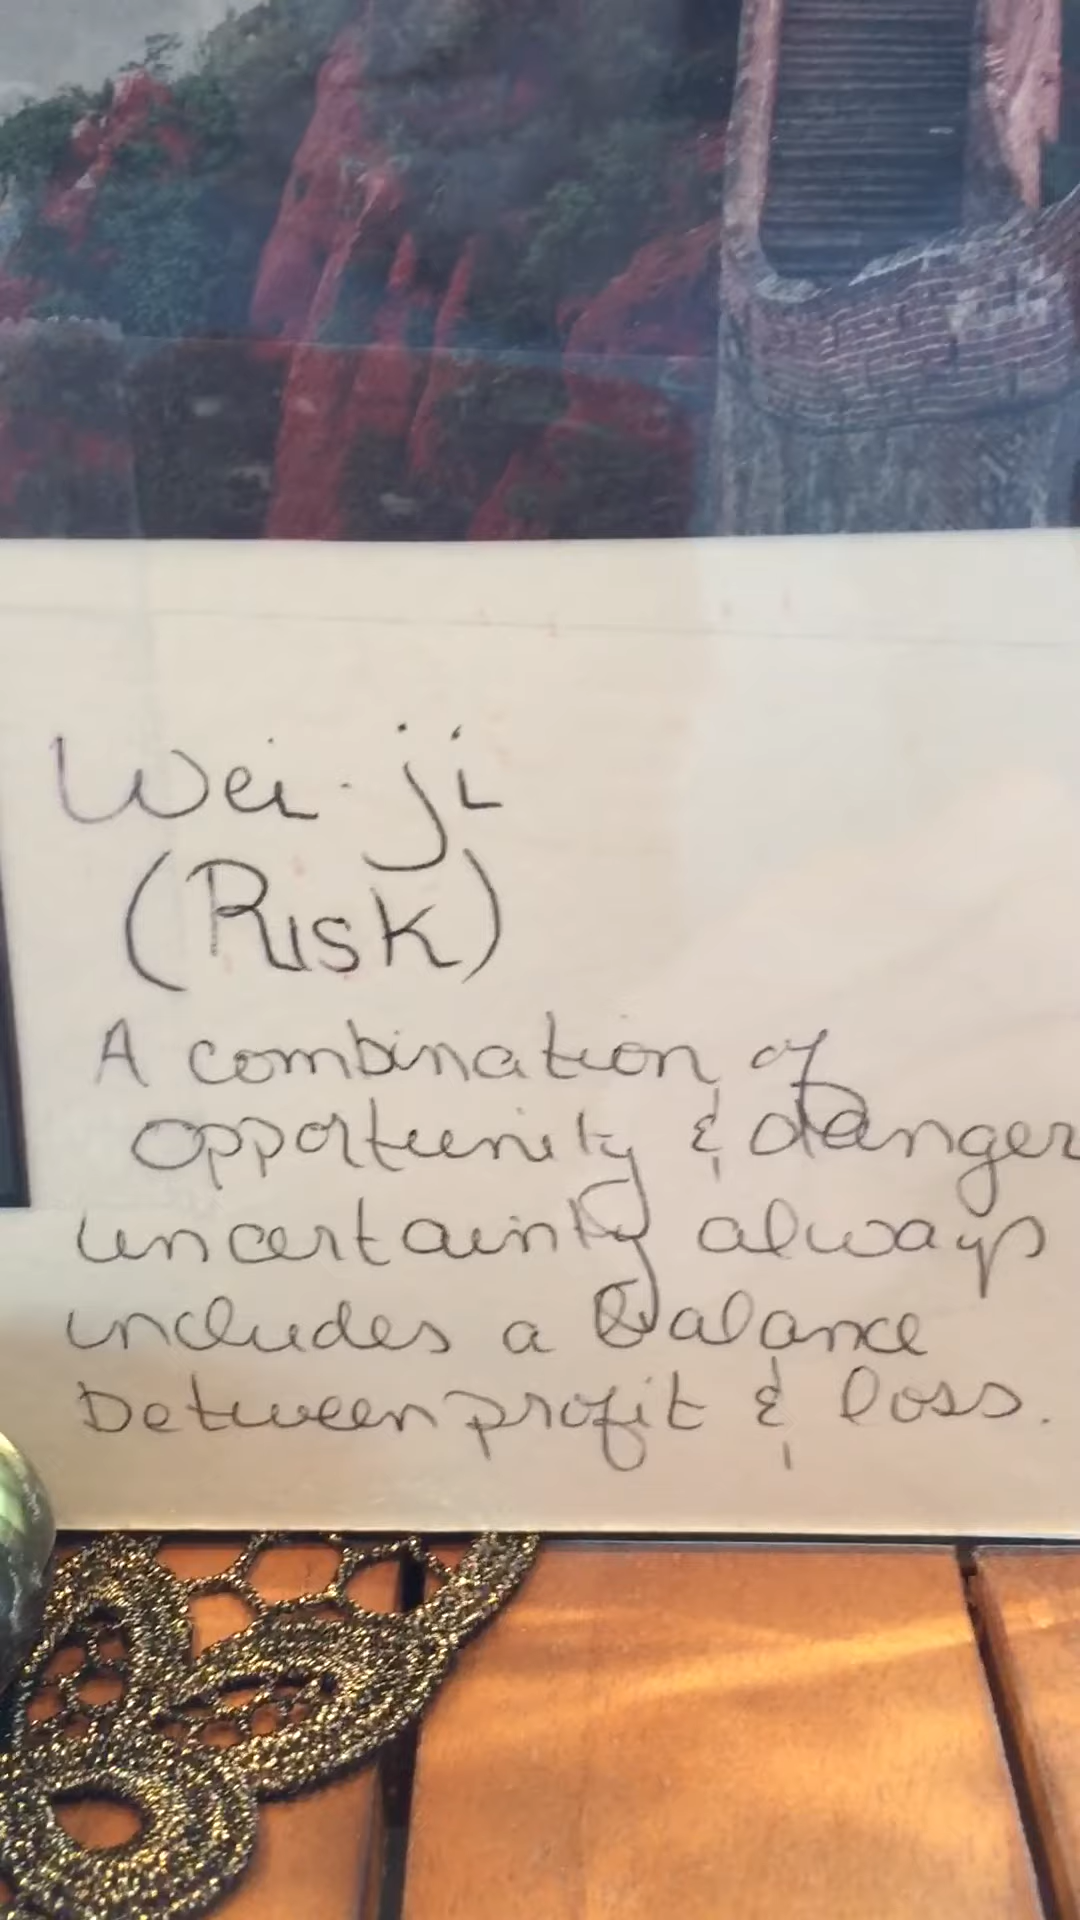 Wei-ji
(Risk)
A combination of
opportunity & danger
uncertainty always
includes a balance
between profit & loss.